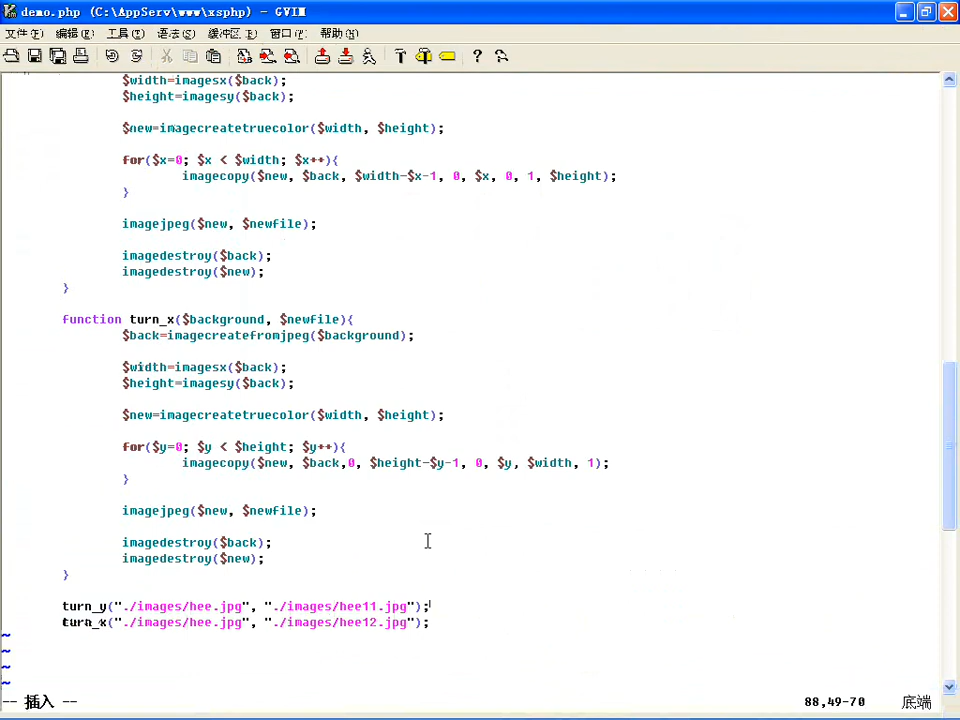 demo.php (C:\AppServ\www\xsphp) - GVIM
文件(F) 编辑(E) 工具(T) 语法(S) 缓冲区(B) 窗口(W) 帮助(H)
$width=imagesx($back);
$height=imagesy($back);
$new=imagecreatetruecolor($width, $height);
for($x=0; $x < $width; $x++){
imagecopy($new, $back, $width-$x-1, 0, $x, 0, 1, $height);
}
imagejpeg($new, $newfile);
imagedestroy($back);
imagedestroy($new);
}
function turn_x($background, $newfile){
$back=imagecreatefromjpeg($background);
$width=imagesx($back);
$height=imagesy($back);
$new=imagecreatetruecolor($width, $height);
for($y=0; $y < $height; $y++){
imagecopy($new, $back,0, $height-$y-1, 0, $y, $width, 1);
}
imagejpeg($new, $newfile);
imagedestroy($back);
imagedestroy($new);
}
turn_y("./images/hee.jpg", "./images/hee11.jpg");
turn_x("./images/hee.jpg", "./images/hee12.jpg");
~
~
~
~
-- 插入 -- 88,49-70 底端